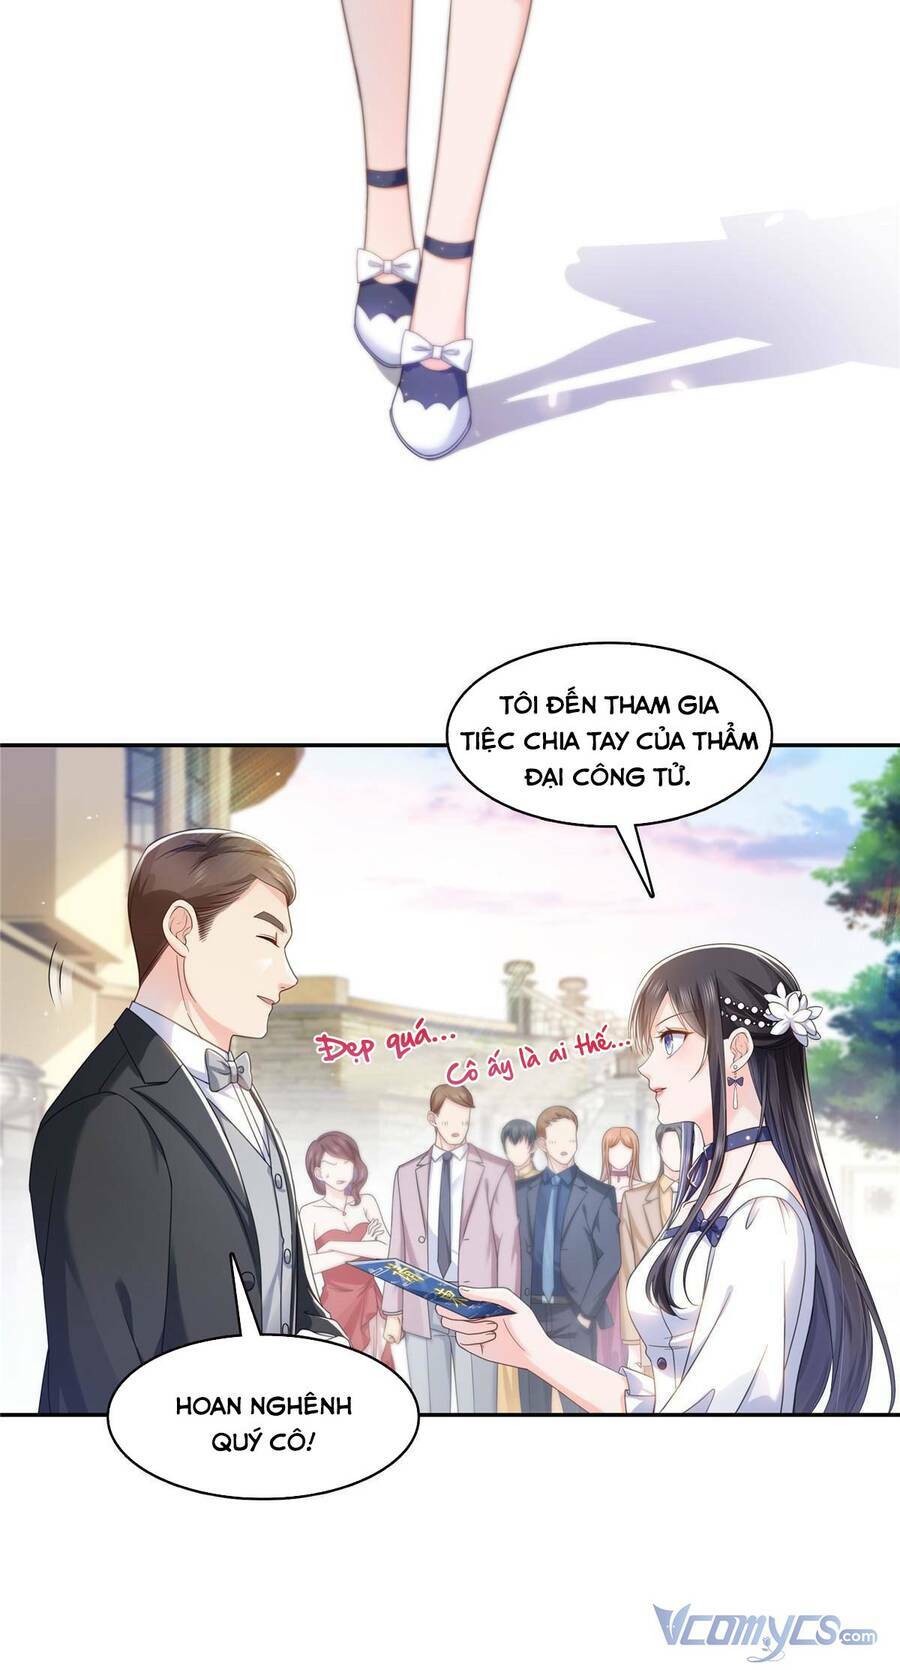 TÔI ĐẾN THAM GIA
TIỆC CHIA TAY CỦA THẨM
ĐẠI CÔNG TỬ.
Đẹp quá...
Cô ấy là ai thế...
HOAN NGHÊNH
QUÝ CÔ!
VCOMYCS.com